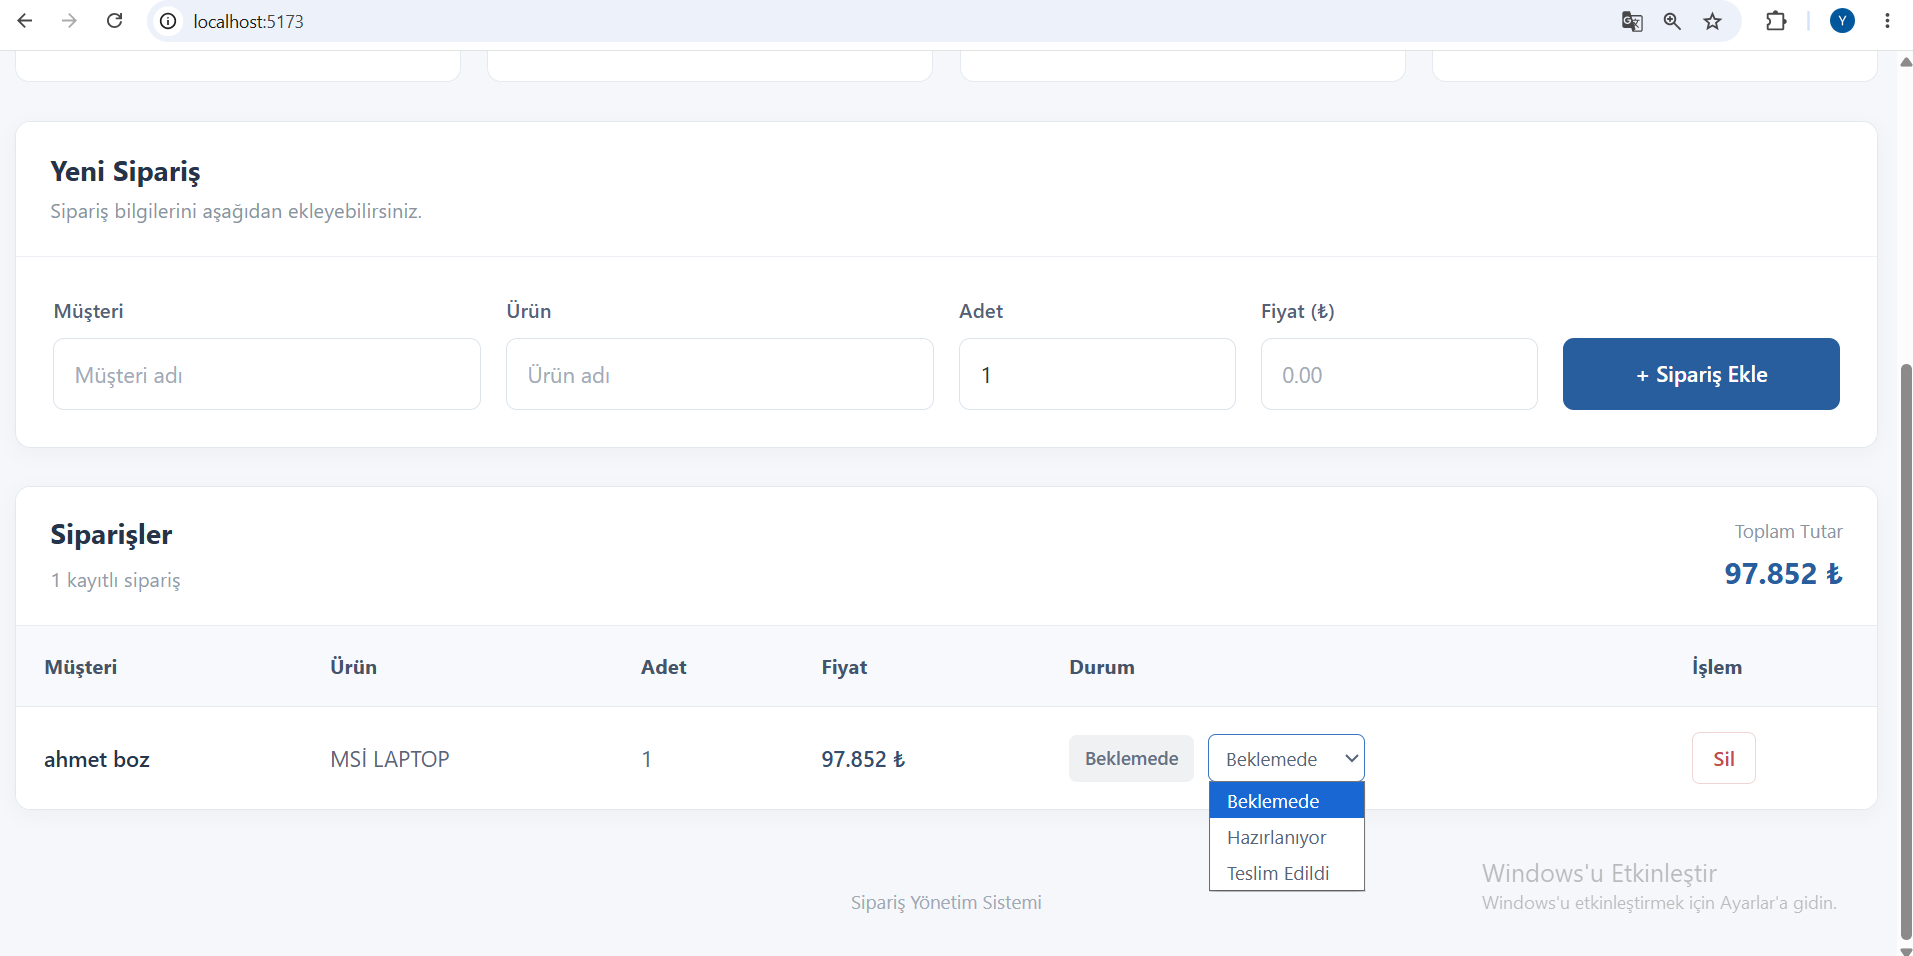 localhost:5173
Y
Yeni Sipariş
Sipariş bilgilerini aşağıdan ekleyebilirsiniz.
Müşteri
Ürün
Adet
Fiyat (₺)
Müşteri adı
Ürün adı
1
0.00
+ Sipariş Ekle
Siparişler
1 kayıtlı sipariş
Toplam Tutar
97.852 ₺
Müşteri
Ürün
Adet
Fiyat
Durum
İşlem
ahmet boz
MSİ LAPTOP
1
97.852 ₺
Beklemede
Beklemede
Sil
Beklemede
Hazırlanıyor
Teslim Edildi
Sipariş Yönetim Sistemi
Windows'u Etkinleştir
Windows'u etkinleştirmek için Ayarlar'a gidin.